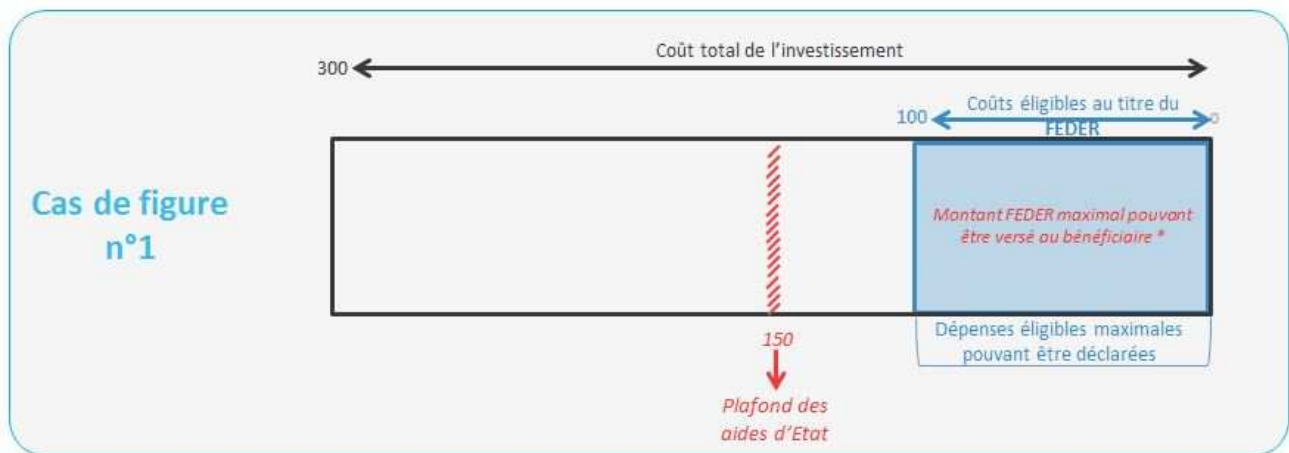 Coût total de l'investissement
300
Coûts éligibles au titre du
100
FEDER
0
Cas de figure
n°1
Montant FEDER maximal pouvant
être versé au bénéficiaire *
150
Dépenses éligibles maximales
pouvant être déclarées
Plafond des
aides d'Etat